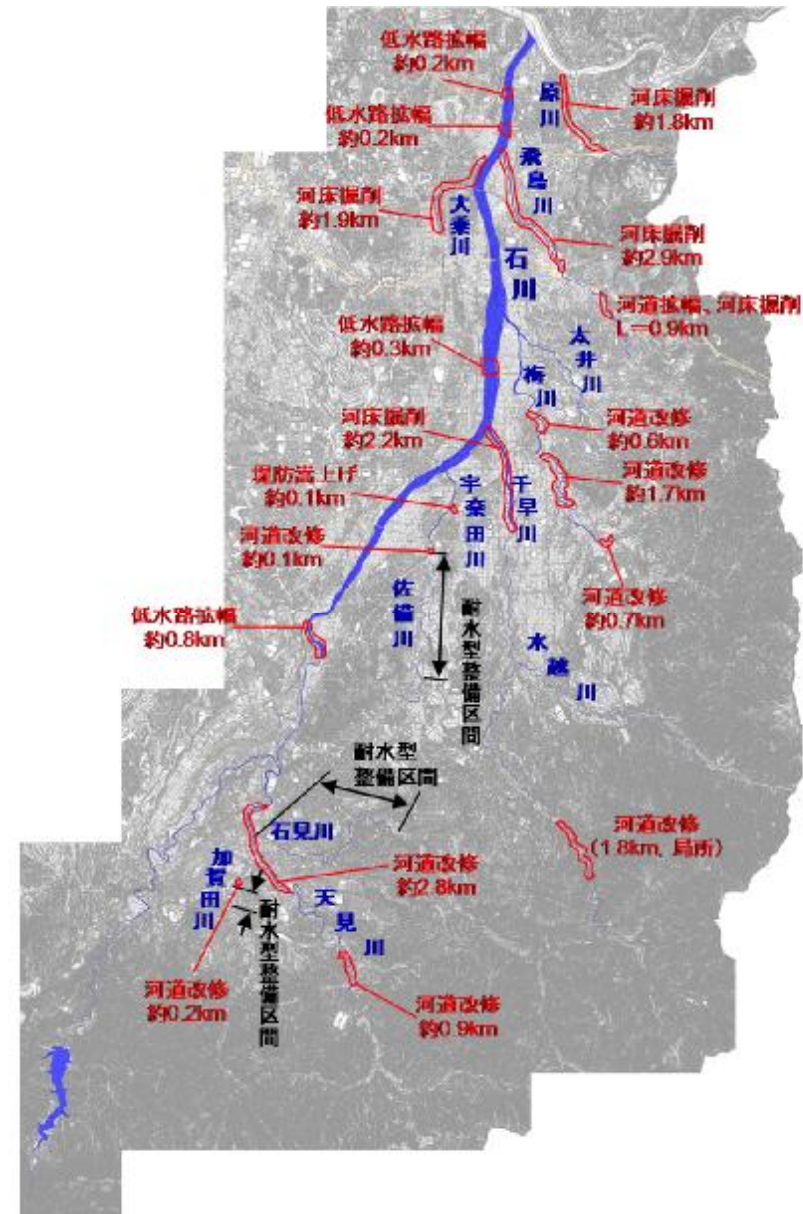 低水路拡幅
約0.2km
原川
河床掘削
約1.8km
低水路拡幅
約0.2km
飛鳥川
河床掘削
約1.9km
大乗川
河床掘削
約2.9km
石川
河道拡幅、河床掘削
L=0.9km
低水路拡幅
約0.3km
太井川
梅川
河床掘削
約2.2km
河道改修
約0.6km
河道改修
約1.7km
堤防嵩上げ
約0.1km
宇奈田川
千早川
河道改修
約0.1km
佐備川
耐水型整備区間
河道改修
約0.7km
低水路拡幅
約0.8km
水越川
耐水型
整備区間
石見川
河道改修
(1.8km, 局所)
加賀田川
河道改修
約2.8km
天見川
耐水型整備区間
河道改修
約0.2km
河道改修
約0.9km